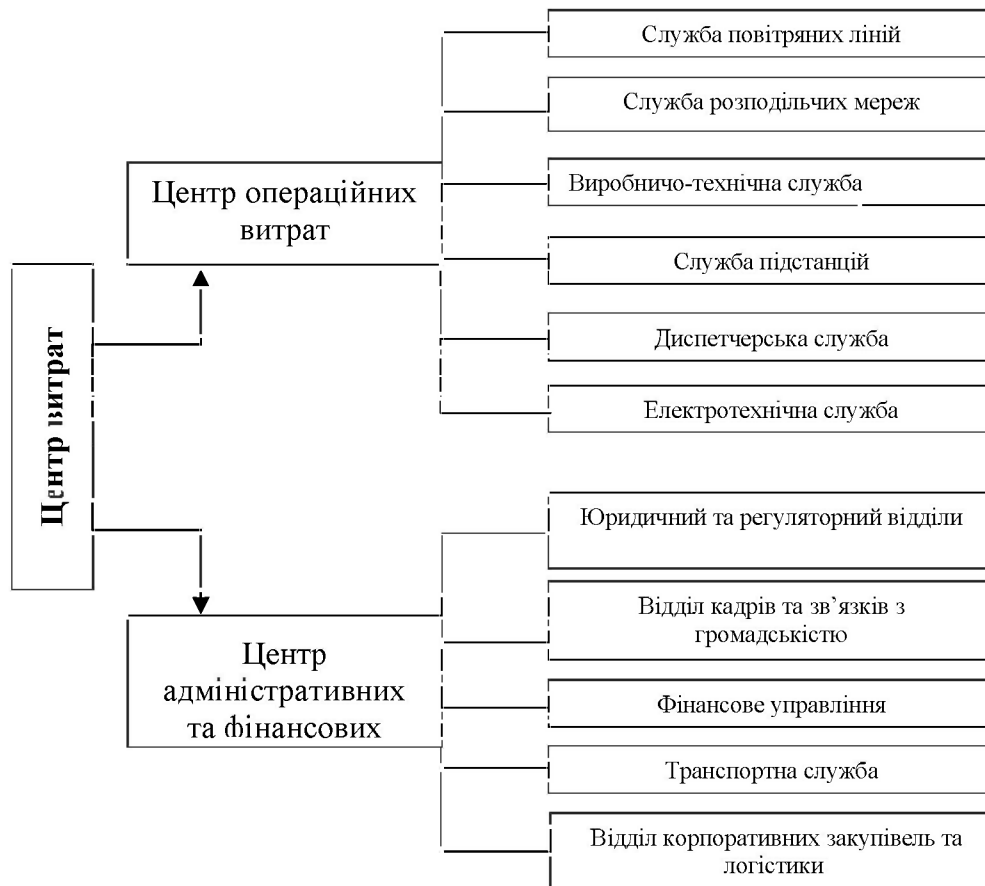 Центр витрат
Центр операційних
витрат
Служба повітряних ліній
Служба розподільчих мереж
Виробничо-технічна служба
Служба підстанцій
Диспетчерська служба
Електротехнічна служба
Центр
адміністративних
та фінансових
Юридичний та регуляторний відділи
Відділ кадрів та зв’язків з
громадськістю
Фінансове управління
Транспортна служба
Відділ корпоративних закупівель та
логістики